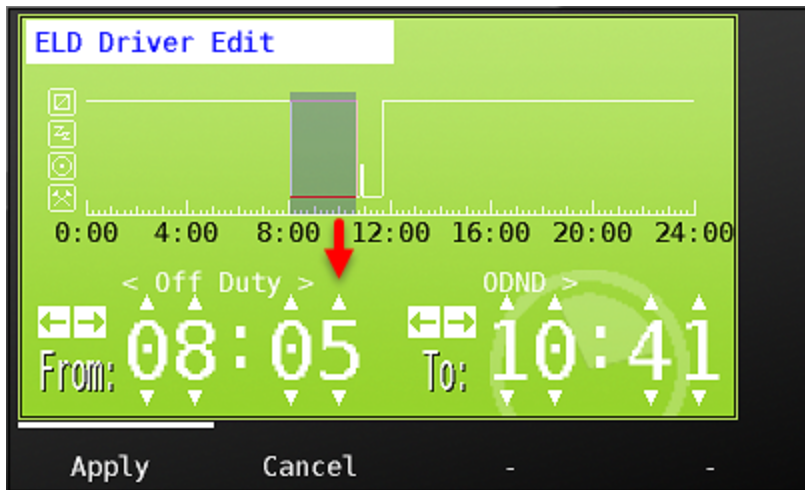 ELD Driver Edit
0:00 4:00 8:00 12:00 16:00 20:00 24:00
< Off Duty > ODND >
From: 08:05 To: 10:41
Apply Cancel - -